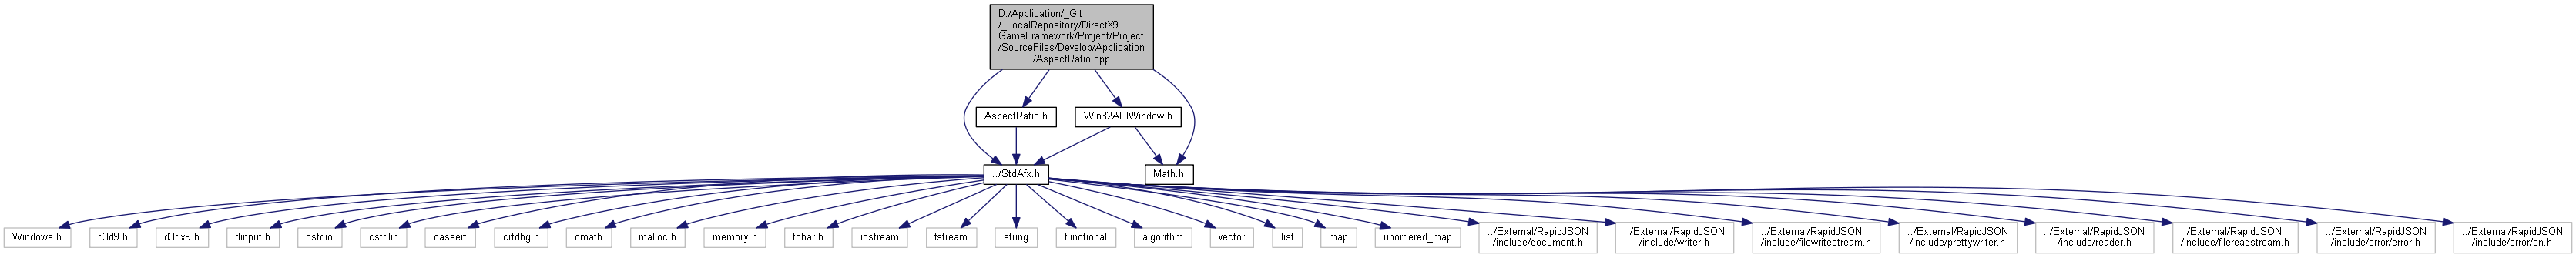 D:/Application/_Git
/_LocalRepository/DirectX9
GameFramework/Project/Project
/SourceFiles/Develop/Application
/AspectRatio.cpp
AspectRatio.h
Win32APIWindow.h
../StdAfx.h
Math.h
Windows.h
d3d9.h
d3dx9.h
dinput.h
cstdio
cstdlib
cassert
crtdbg.h
cmath
malloc.h
memory.h
tchar.h
iostream
fstream
string
functional
algorithm
vector
list
map
unordered_map
../External/RapidJSON
/include/document.h
../External/RapidJSON
/include/writer.h
../External/RapidJSON
/include/filewritestream.h
../External/RapidJSON
/include/prettywriter.h
../External/RapidJSON
/include/reader.h
../External/RapidJSON
/include/filereadstream.h
../External/RapidJSON
/include/error/error.h
../External/RapidJSON
/include/error/en.h